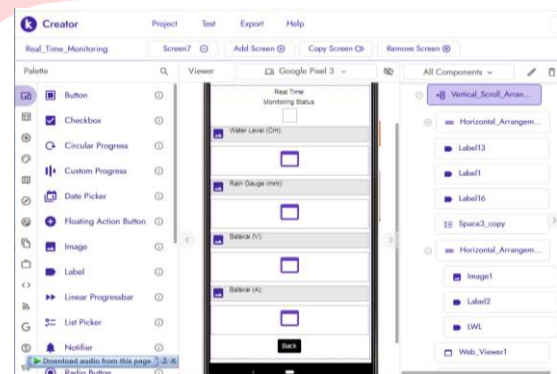 Creator
Project Test Export Help
Real_Time_Monitoring Screen7 Add Screen Copy Screen Remove Screen
Palette Viewer Google Pixel 3 All Components
Button
Checkbox
Circular Progress
Custom Progress
Date Picker
Floating Action Button
Image
Label
Linear Progressbar
List Picker
Notifier
Download audio from this page ? X
Radio Button
Real Time
Monitoring Status
Water Level (Cm):
Rain Gauge (mm):
Baterai (V):
Baterai (A):
Back
Vertical_Scroll_Arran...
Horizontal_Arrangem...
Label13
Label1
Label16
Space3_copy
Horizontal_Arrangem...
Image1
Label2
LWL
Web_Viewer1